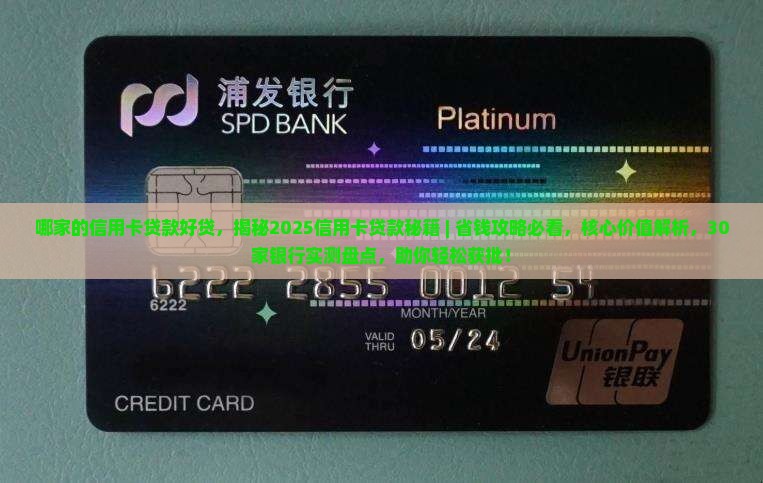 浦发银行
SPD BANK
Platinum
哪家的信用卡贷款好贷，揭秘2025信用卡贷款秘籍 | 省钱攻略必看，核心价值解析，30
家银行实测盘点，助你轻松获批！
6222 2855 0012 54
6222
MONTH/YEAR
VALID THRU 05/24
UnionPay
银联
CREDIT CARD